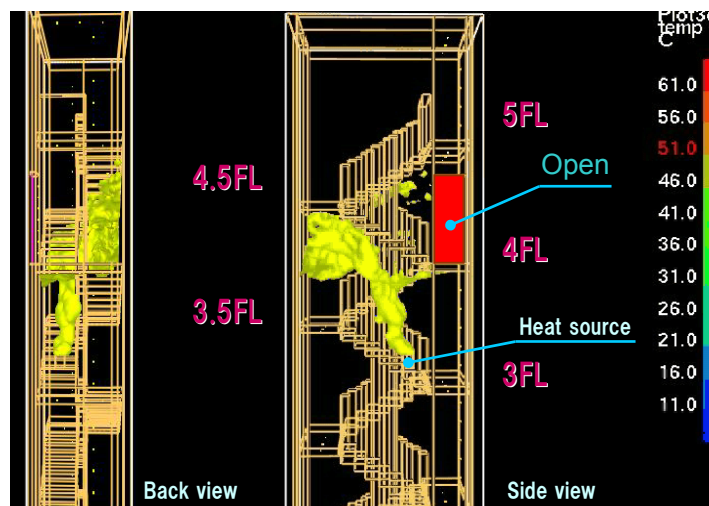 Plot3d
temp
C
5FL
61.0
56.0
Open
51.0
4.5FL
46.0
41.0
4FL
36.0
31.0
3.5FL
26.0
Heat source
21.0
3FL
16.0
11.0
Back view
Side view